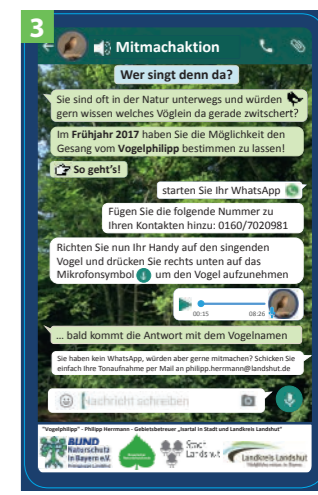 3
Mitmachaktion
Wer singt denn da?
Sie sind oft in der Natur unterwegs und würden
gern wissen welches Vöglein da gerade zwitschert?
Im Frühjahr 2017 haben Sie die Möglichkeit den
Gesang vom Vogelphilipp bestimmen zu lassen!
So geht's!
starten Sie Ihr WhatsApp
Fügen Sie die folgende Nummer zu
Ihren Kontakten hinzu: 0160/7020981
Richten Sie nun Ihr Handy auf den singenden
Vogel und drücken Sie rechts unten auf das
Mikrofonsymbol um den Vogel aufzunehmen
00:15 08:26
... bald kommt die Antwort mit dem Vogelnamen
Sie haben kein WhatsApp, würden aber gerne mitmachen? Schicken Sie
einfach Ihre Tonaufnahme per Mail an philipp.herrmann@landshut.de
Nachricht schreiben
"Vogelphilipp" - Philipp Herrmann - Gebietsbetreuer „Isartal in Stadt und Landkreis Landshut"
BUND
Naturschutz
in Bayern e.V.
Stadt
Landshut
Landkreis Landshut